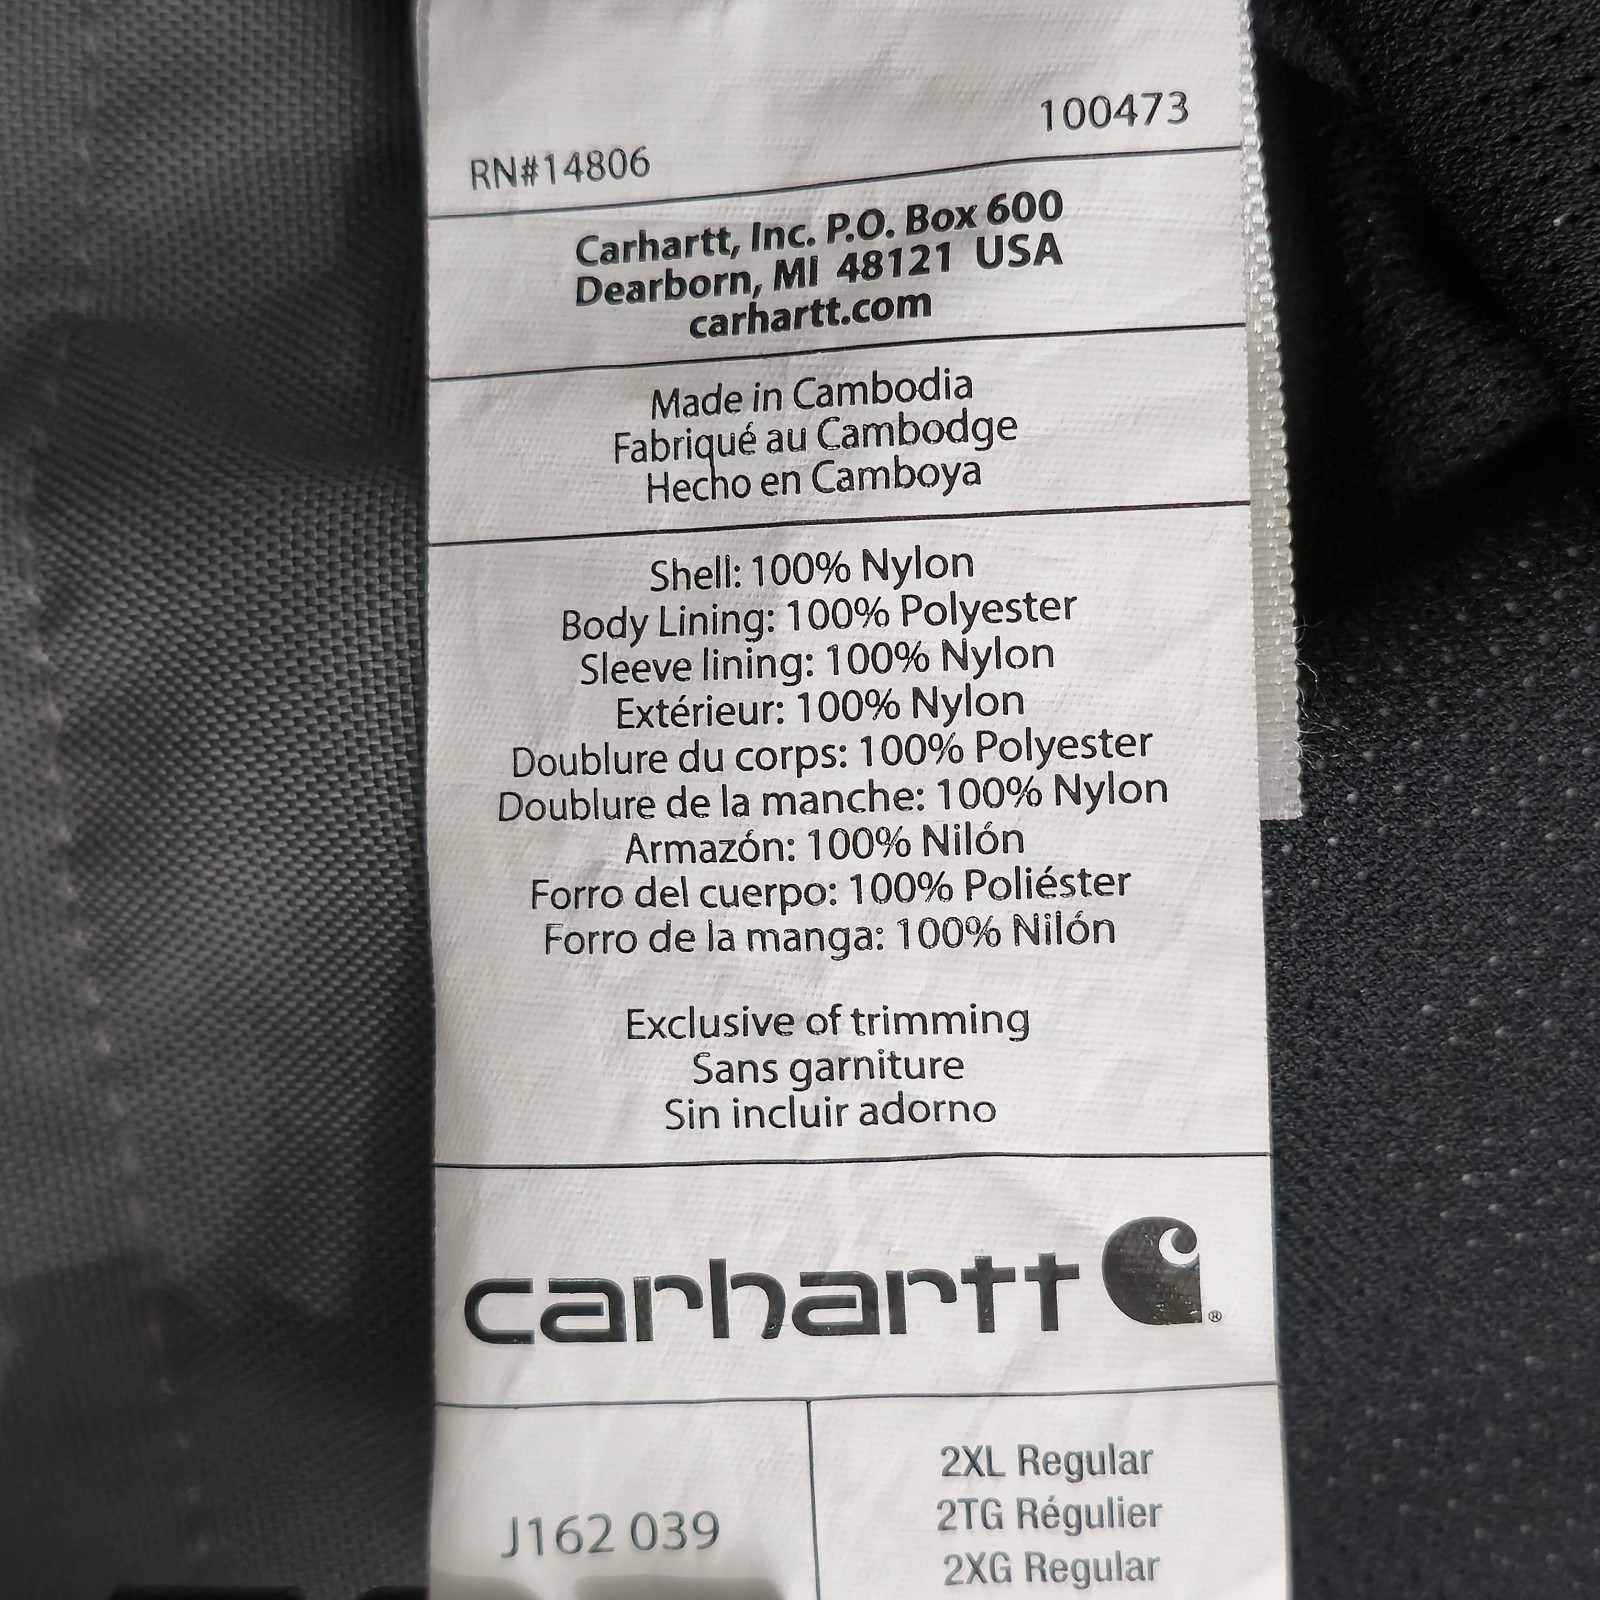 100473
RN#14806
Carhartt, Inc. P.O. Box 600
Dearborn, MI 48121 USA
carhartt.com
Made in Cambodia
Fabriqué au Cambodge
Hecho en Camboya
Shell: 100% Nylon
Body Lining: 100% Polyester
Sleeve lining: 100% Nylon
Extérieur: 100% Nylon
Doublure du corps: 100% Polyester
Doublure de la manche: 100% Nylon
Armazón: 100% Nilón
Forro del cuerpo: 100% Poliéster
Forro de la manga: 100% Nilón
Exclusive of trimming
Sans garniture
Sin incluir adorno
carhartt ®
J162 039
2XL Regular
2TG Régulier
2XG Regular